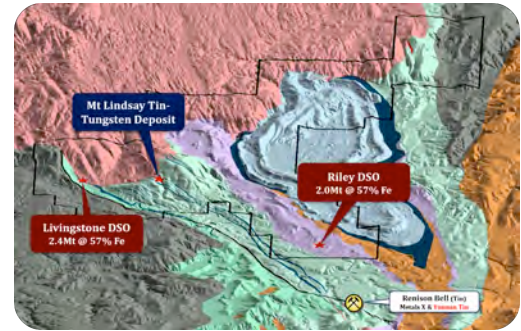 Mt Lindsay Tin-
Tungsten Deposit
Riley DSO
2.0Mt @ 57% Fe
Livingstone DSO
2.4Mt @ 57% Fe
Renison Bell (Tin)
Metals X & Yunnan Tin